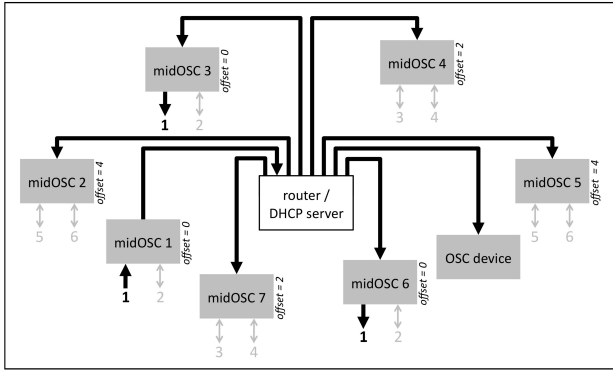 midOSC 3
offset = 0
1 2
midOSC 4
offset = 2
3 4
midOSC 2
offset = 4
5 6
midOSC 1
offset = 0
1 2
router /
DHCP server
midOSC 5
offset = 4
5 6
OSC device
midOSC 7
offset = 2
3 4
midOSC 6
offset = 0
1 2